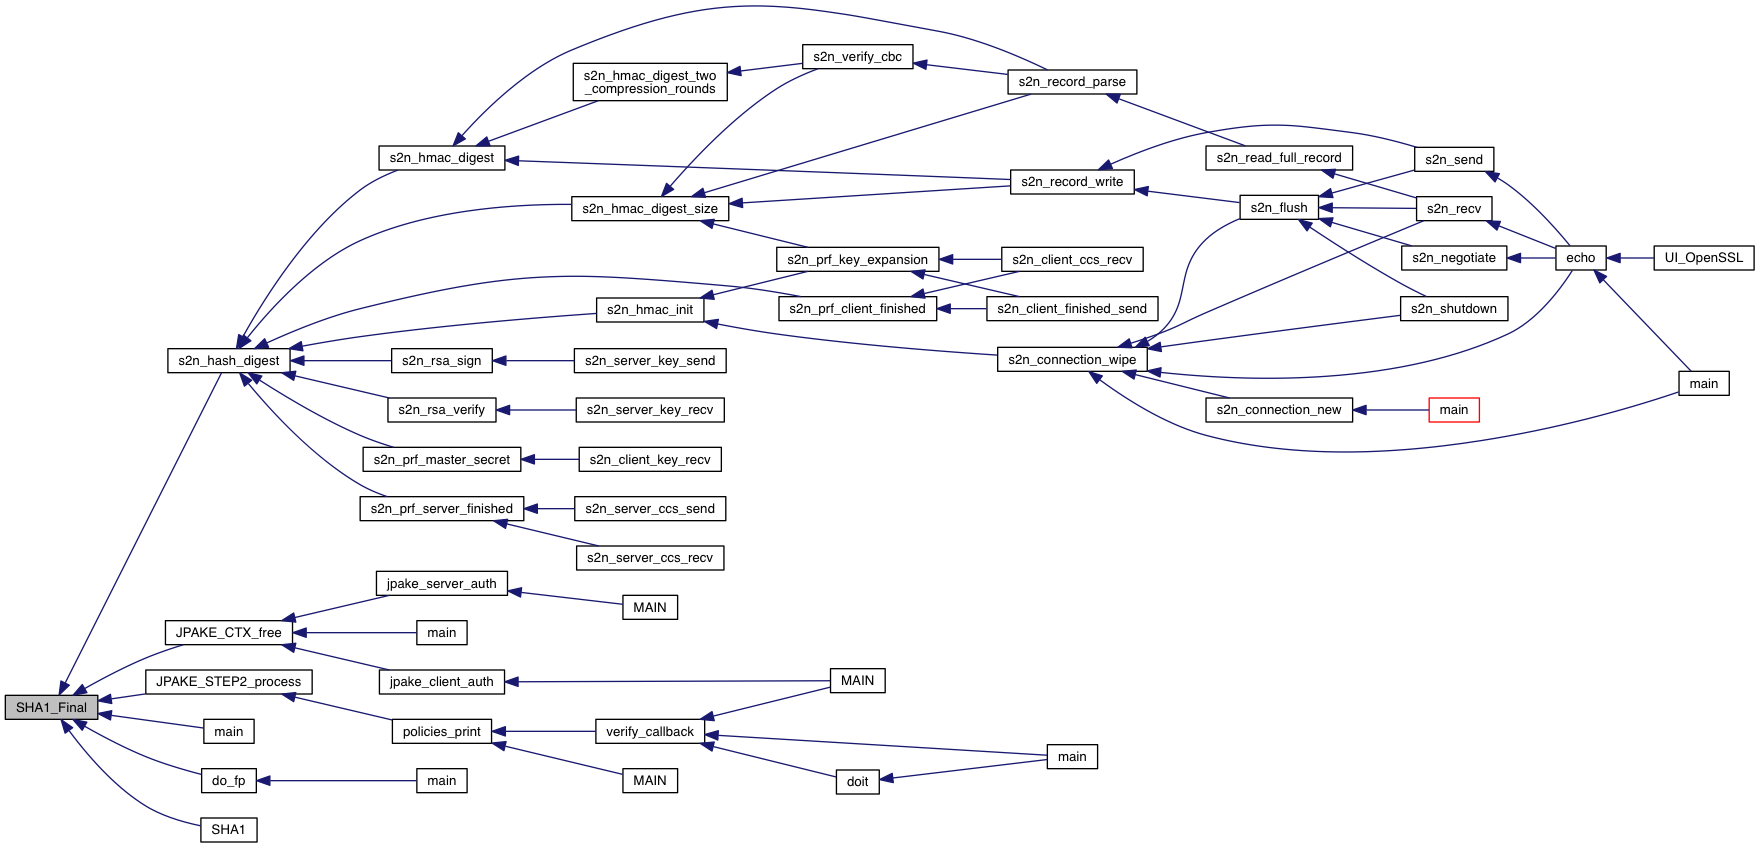 s2n_verify_cbc
s2n_hmac_digest_two
_compression_rounds
s2n_record_parse
s2n_hmac_digest
s2n_read_full_record
s2n_send
s2n_record_write
s2n_hmac_digest_size
s2n_flush
s2n_recv
s2n_prf_key_expansion
s2n_client_ccs_recv
s2n_negotiate
echo
UI_OpenSSL
s2n_hmac_init
s2n_prf_client_finished
s2n_client_finished_send
s2n_shutdown
s2n_hash_digest
s2n_rsa_sign
s2n_server_key_send
s2n_connection_wipe
main
s2n_rsa_verify
s2n_server_key_recv
s2n_connection_new
main
s2n_prf_master_secret
s2n_client_key_recv
s2n_prf_server_finished
s2n_server_ccs_send
s2n_server_ccs_recv
jpake_server_auth
MAIN
JPAKE_CTX_free
main
JPAKE_STEP2_process
jpake_client_auth
MAIN
SHA1_Final
main
policies_print
verify_callback
main
do_fp
main
MAIN
doit
SHA1